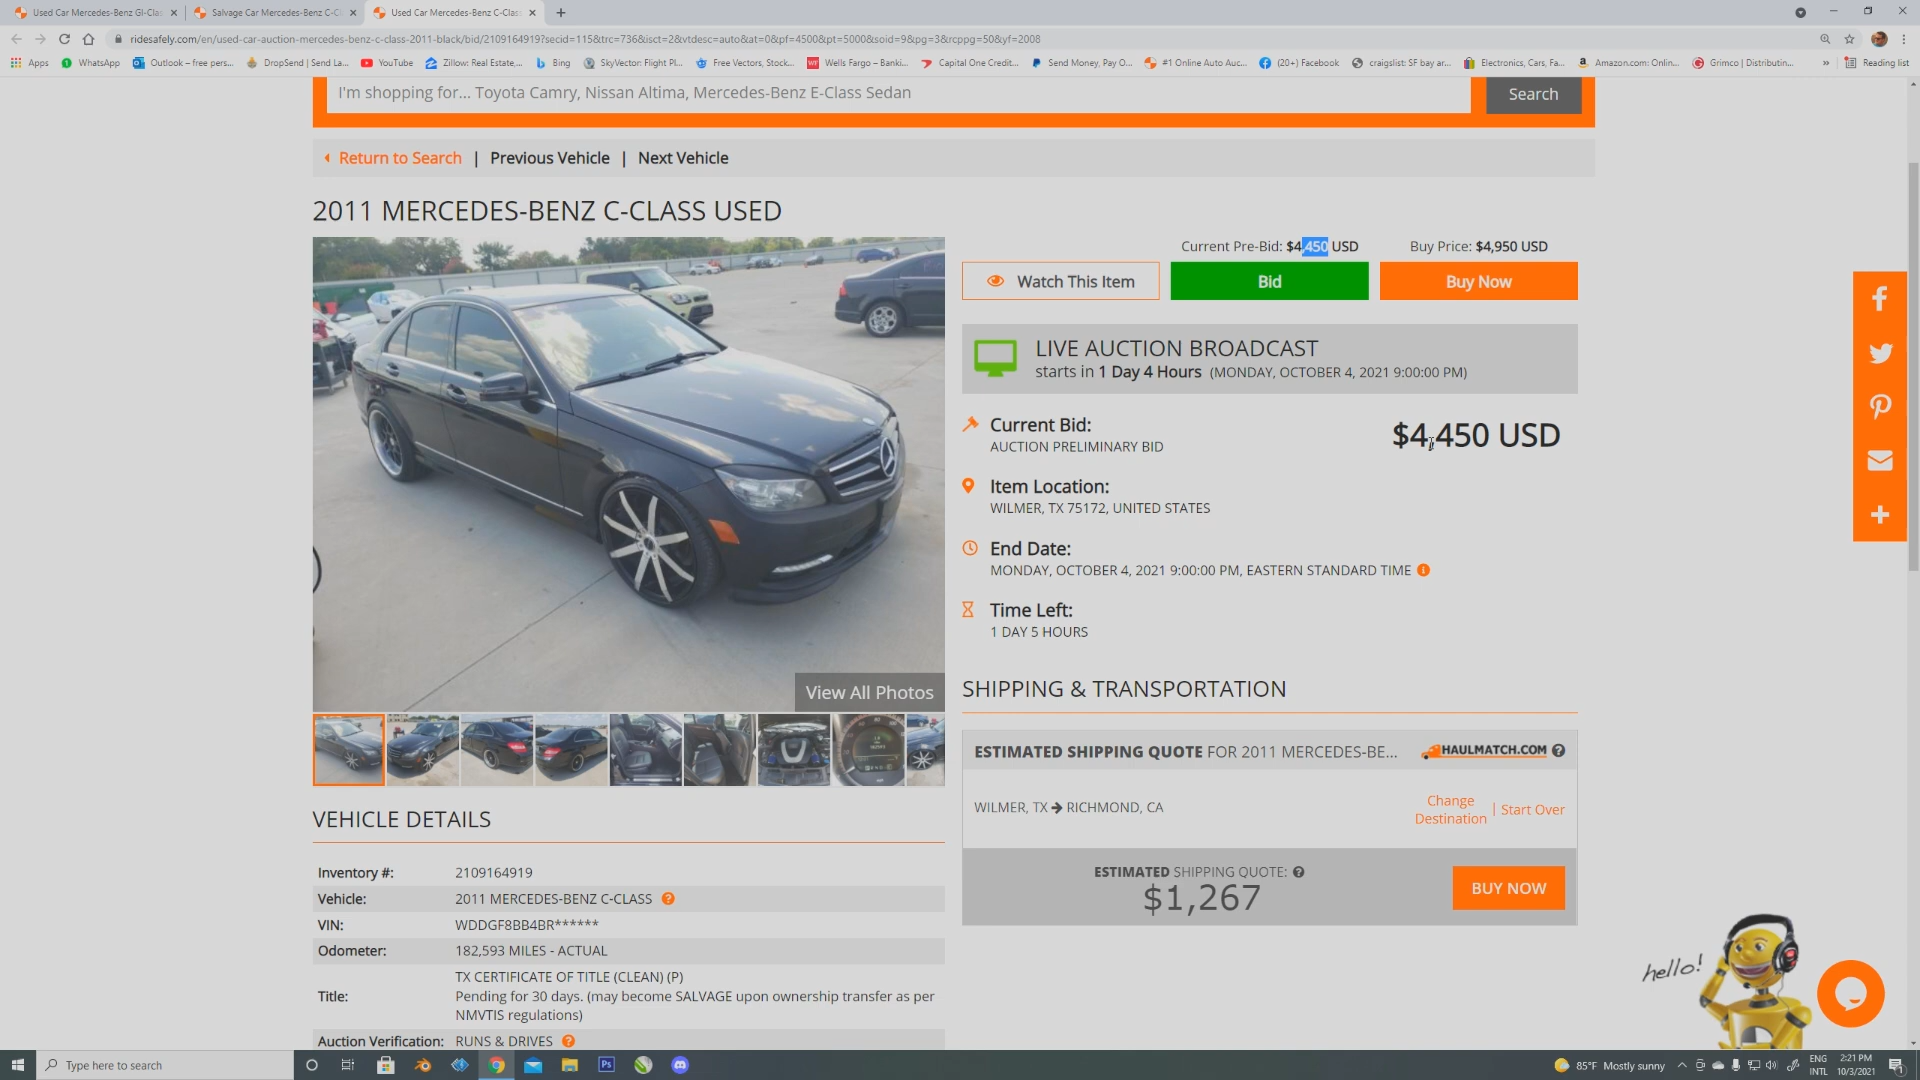 Used Car Mercedes-Benz Gl-Clas
Salvage Car Mercedes-Benz C-Cl
Used Car Mercedes-Benz C-Class
ridesafely.com/en/used-car-auction-mercedes-benz-c-class-2011-black/bid/2109164919?secid=115&trc=736&isct=2&vtdesc=auto&at=0&pf=4500&pt=5000&soid=9&pg=3&rcppg=50&yf=2008
Apps WhatsApp Outlook – free pers... DropSend | Send La... YouTube Zillow: Real Estate,... Bing SkyVector: Flight Pl... Free Vectors, Stock... Wells Fargo – Banki... Capital One Credit... Send Money, Pay O... #1 Online Auto Auc... (20+) Facebook craigslist: SF bay ar... Electronics, Cars, Fa... Amazon.com: Onlin... Grimco | Distributin... » Reading list
I'm shopping for... Toyota Camry, Nissan Altima, Mercedes-Benz E-Class Sedan
Search
Return to Search | Previous Vehicle | Next Vehicle
2011 MERCEDES-BENZ C-CLASS USED
Current Pre-Bid: $4,450 USD
Buy Price: $4,950 USD
Watch This Item
Bid
Buy Now
LIVE AUCTION BROADCAST
starts in 1 Day 4 Hours (MONDAY, OCTOBER 4, 2021 9:00:00 PM)
Current Bid:
AUCTION PRELIMINARY BID
$4,450 USD
Item Location:
WILMER, TX 75172, UNITED STATES
End Date:
MONDAY, OCTOBER 4, 2021 9:00:00 PM, EASTERN STANDARD TIME
Time Left:
1 DAY 5 HOURS
View All Photos
SHIPPING & TRANSPORTATION
ESTIMATED SHIPPING QUOTE FOR 2011 MERCEDES-BE...
HAULMATCH.COM
WILMER, TX → RICHMOND, CA
Change Destination | Start Over
ESTIMATED SHIPPING QUOTE:
$1,267
BUY NOW
VEHICLE DETAILS
Inventory #: 2109164919
Vehicle: 2011 MERCEDES-BENZ C-CLASS
VIN: WDDGF8BB4BR******
Odometer: 182,593 MILES - ACTUAL
Title: TX CERTIFICATE OF TITLE (CLEAN) (P)
Pending for 30 days. (may become SALVAGE upon ownership transfer as per
NMVTIS regulations)
Auction Verification: RUNS & DRIVES
hello!
Type here to search
Ps
85°F Mostly sunny
ENG
INTL
2:21 PM
10/3/2021